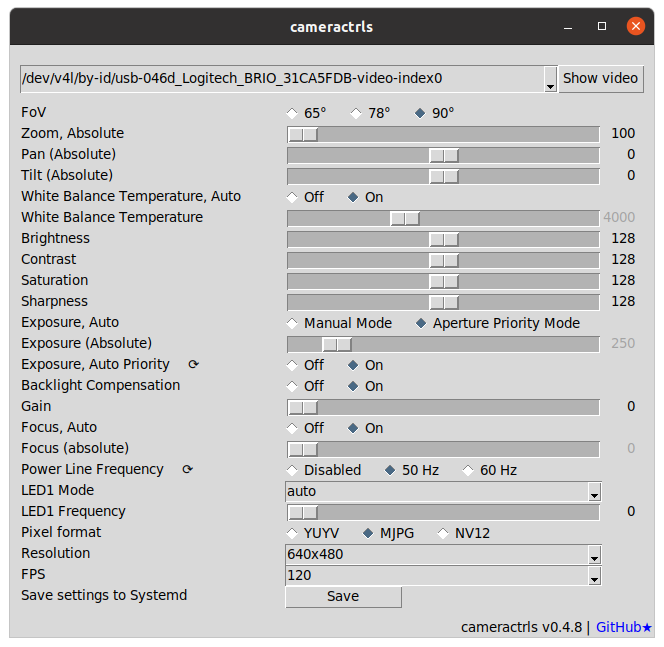 cameractrls
/dev/v4l/by-id/usb-046d_Logitech_BRIO_31CA5FDB-video-index0 Show video
FoV 65° 78° 90°
Zoom, Absolute 100
Pan (Absolute) 0
Tilt (Absolute) 0
White Balance Temperature, Auto Off On
White Balance Temperature 4000
Brightness 128
Contrast 128
Saturation 128
Sharpness 128
Exposure, Auto Manual Mode Aperture Priority Mode
Exposure (Absolute) 250
Exposure, Auto Priority ⟳ Off On
Backlight Compensation Off On
Gain 0
Focus, Auto Off On
Focus (absolute) 0
Power Line Frequency ⟳ Disabled 50 Hz 60 Hz
LED1 Mode auto
LED1 Frequency 0
Pixel format YUYV MJPG NV12
Resolution 640x480
FPS 120
Save settings to Systemd Save
cameractrls v0.4.8 | GitHub★